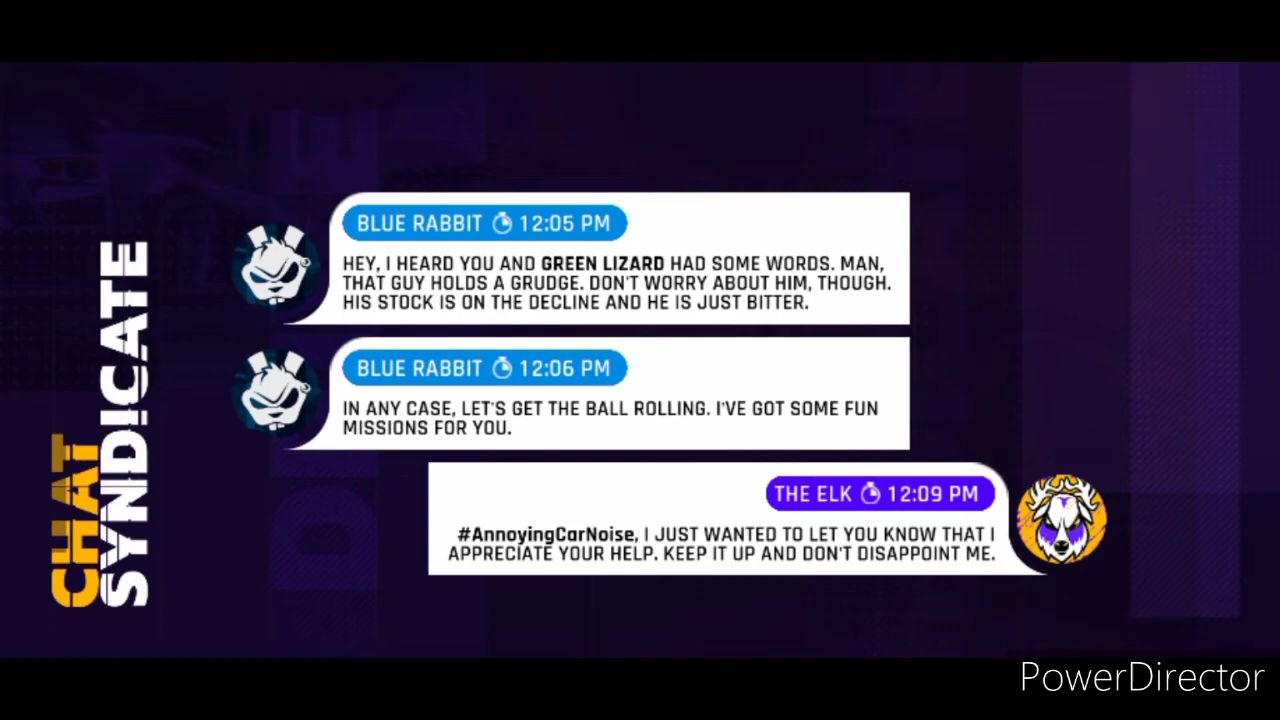 CHAT
SYNDICATE
BLUE RABBIT 12:05 PM
HEY, I HEARD YOU AND GREEN LIZARD HAD SOME WORDS. MAN,
THAT GUY HOLDS A GRUDGE. DON'T WORRY ABOUT HIM, THOUGH.
HIS STOCK IS ON THE DECLINE AND HE IS JUST BITTER.
BLUE RABBIT 12:06 PM
IN ANY CASE, LET'S GET THE BALL ROLLING. I'VE GOT SOME FUN
MISSIONS FOR YOU.
THE ELK 12:09 PM
#AnnoyingCarNoise, I JUST WANTED TO LET YOU KNOW THAT I
APPRECIATE YOUR HELP. KEEP IT UP AND DON'T DISAPPOINT ME.
PowerDirector